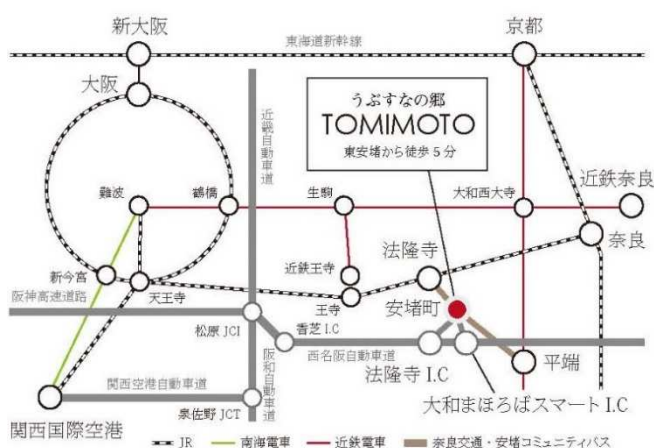 新大阪
京都
東海道新幹線
大阪
近畿自動車道
うぶすなの郷
TOMIMOTO
東安堵から徒歩5分
難波
鶴橋
生駒
大和西大寺
近鉄奈良
奈良
新今宮
天王寺
近鉄王寺
王寺
法隆寺
安堵町
阪神高速道路
松原JCI
香芝I.C
西名阪自動車道
法隆寺I.C
平端
大和まほろばスマートI.C
阪和自動車道
関西空港自動車道
泉佐野JCT
関西国際空港
JR
南海電車
近鉄電車
奈良交通・安堵コミュニティバス